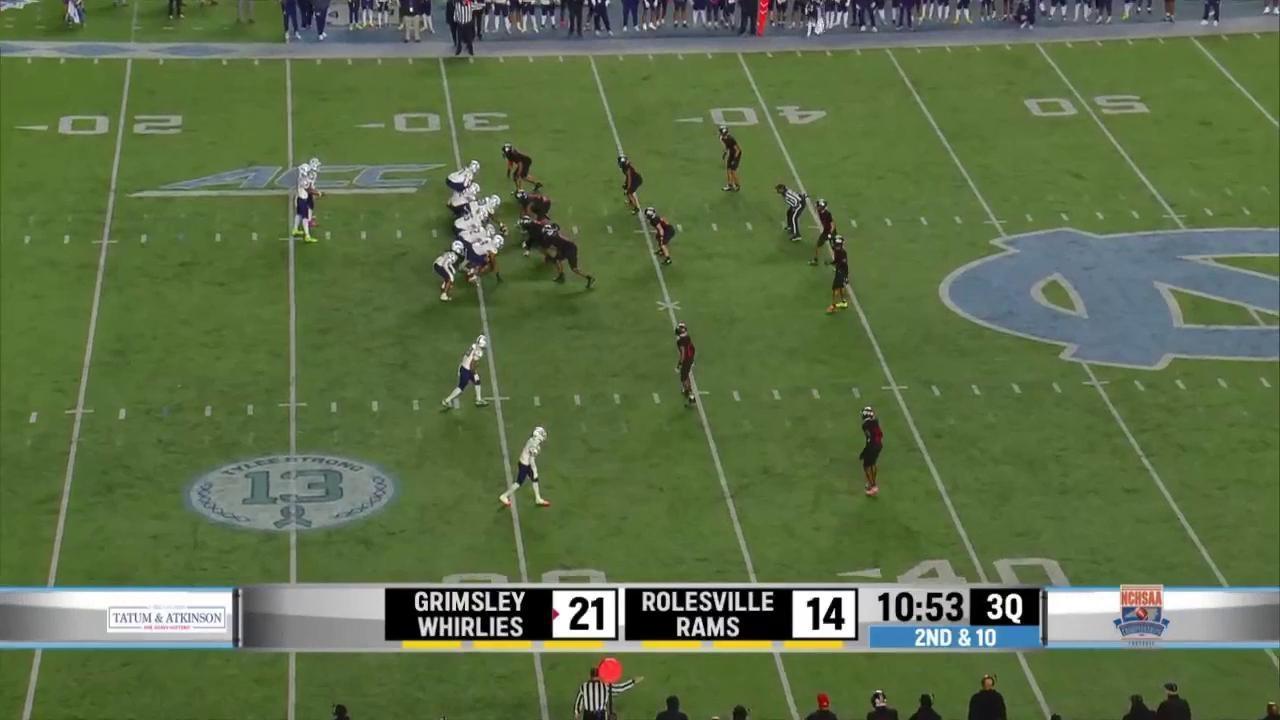 20
30
40
50
ACC
TYLER STRONG
13
40
TATUM & ATKINSON
GRIMSLEY
WHIRLIES
21
ROLESVILLE
RAMS
14
10:53
3Q
2ND & 10
NCHSAA